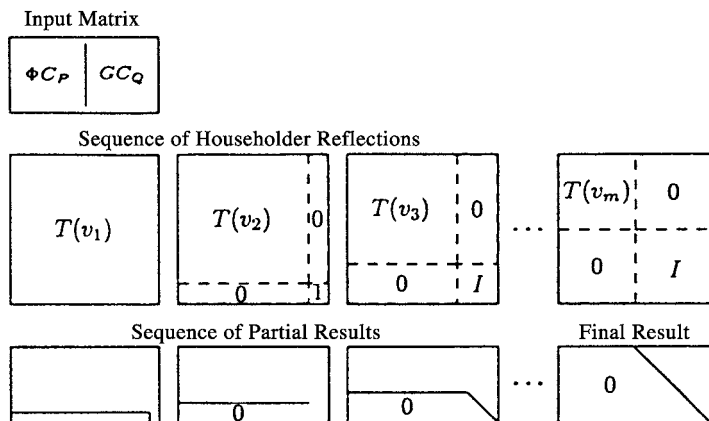 Input Matrix
ΦC_P GC_Q
Sequence of Householder Reflections
T(v_1) T(v_2) 0 0 1 T(v_3) 0 0 I ... T(v_m) 0 0 I
Sequence of Partial Results Final Result
0 0 ... 0